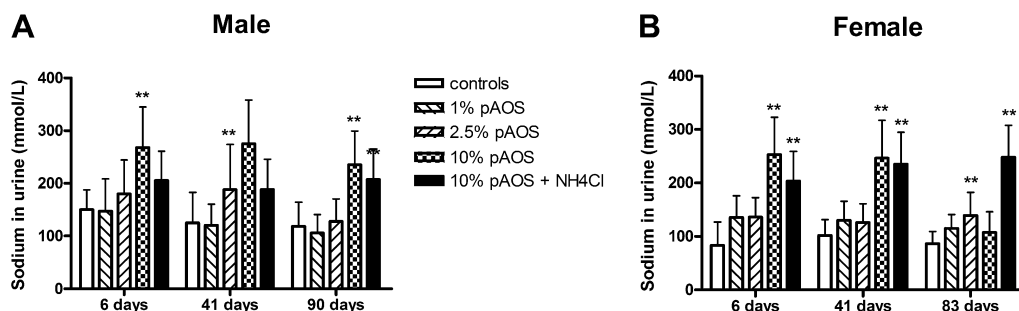 A Male
Sodium in urine (mmol/L)
400
300
200
100
0
** ** ** **
6 days 41 days 90 days
controls
1% pAOS
2.5% pAOS
10% pAOS
10% pAOS + NH4Cl
B Female
Sodium in urine (mmol/L)
400
300
200
100
0
** ** ** ** ** **
6 days 41 days 83 days